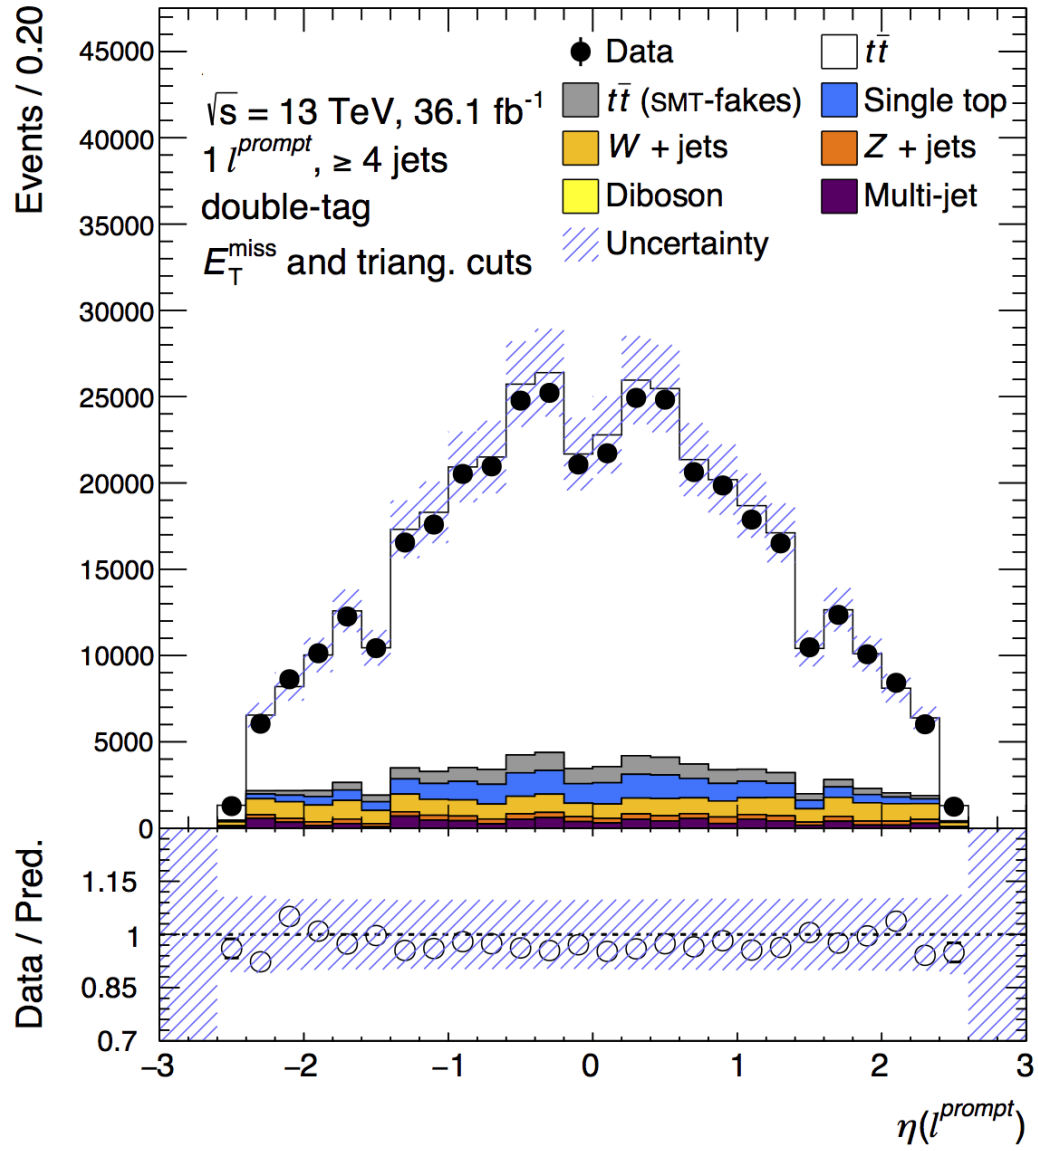 Events / 0.20
45000
40000
35000
30000
25000
20000
15000
10000
5000
0
√s = 13 TeV, 36.1 fb⁻¹
1 l^prompt, ≥ 4 jets
double-tag
E_T^miss and triang. cuts
Data
tt̄
tt̄ (SMT-fakes)
Single top
W + jets
Z + jets
Diboson
Multi-jet
Uncertainty
Data / Pred.
1.15
1
0.85
0.7
−3 −2 −1 0 1 2 3
η(l^prompt)